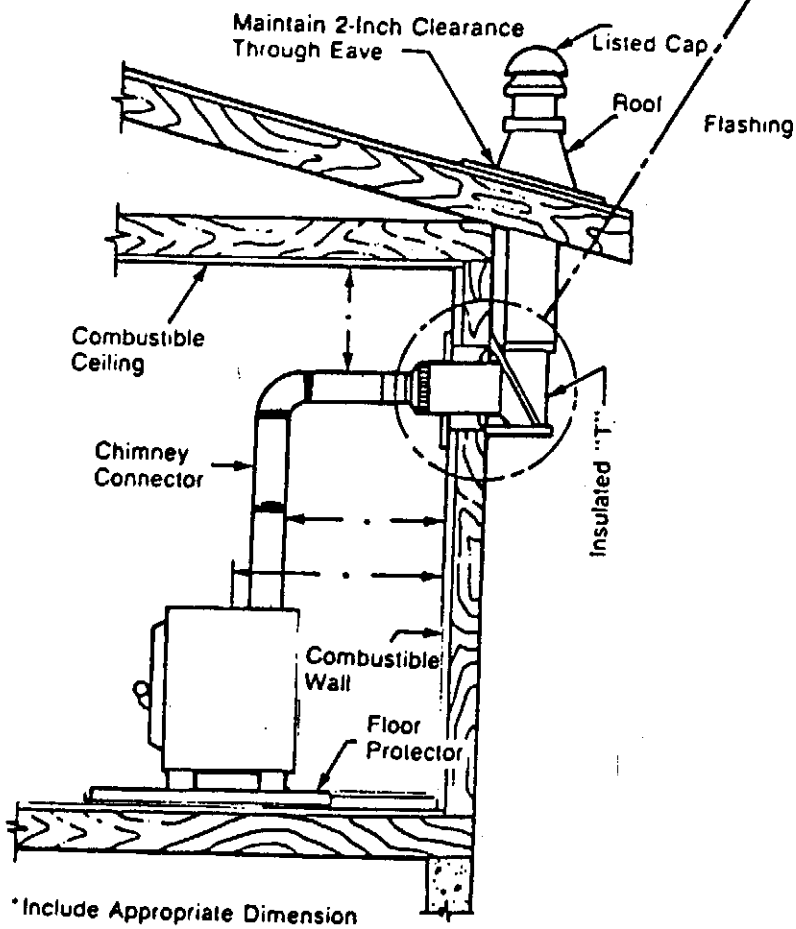 Maintain 2-Inch Clearance
Through Eave
Listed Cap
Roof
Flashing
Combustible
Ceiling
Chimney
Connector
Insulated "T"
Combustible
Wall
Floor
Protector
*Include Appropriate Dimension